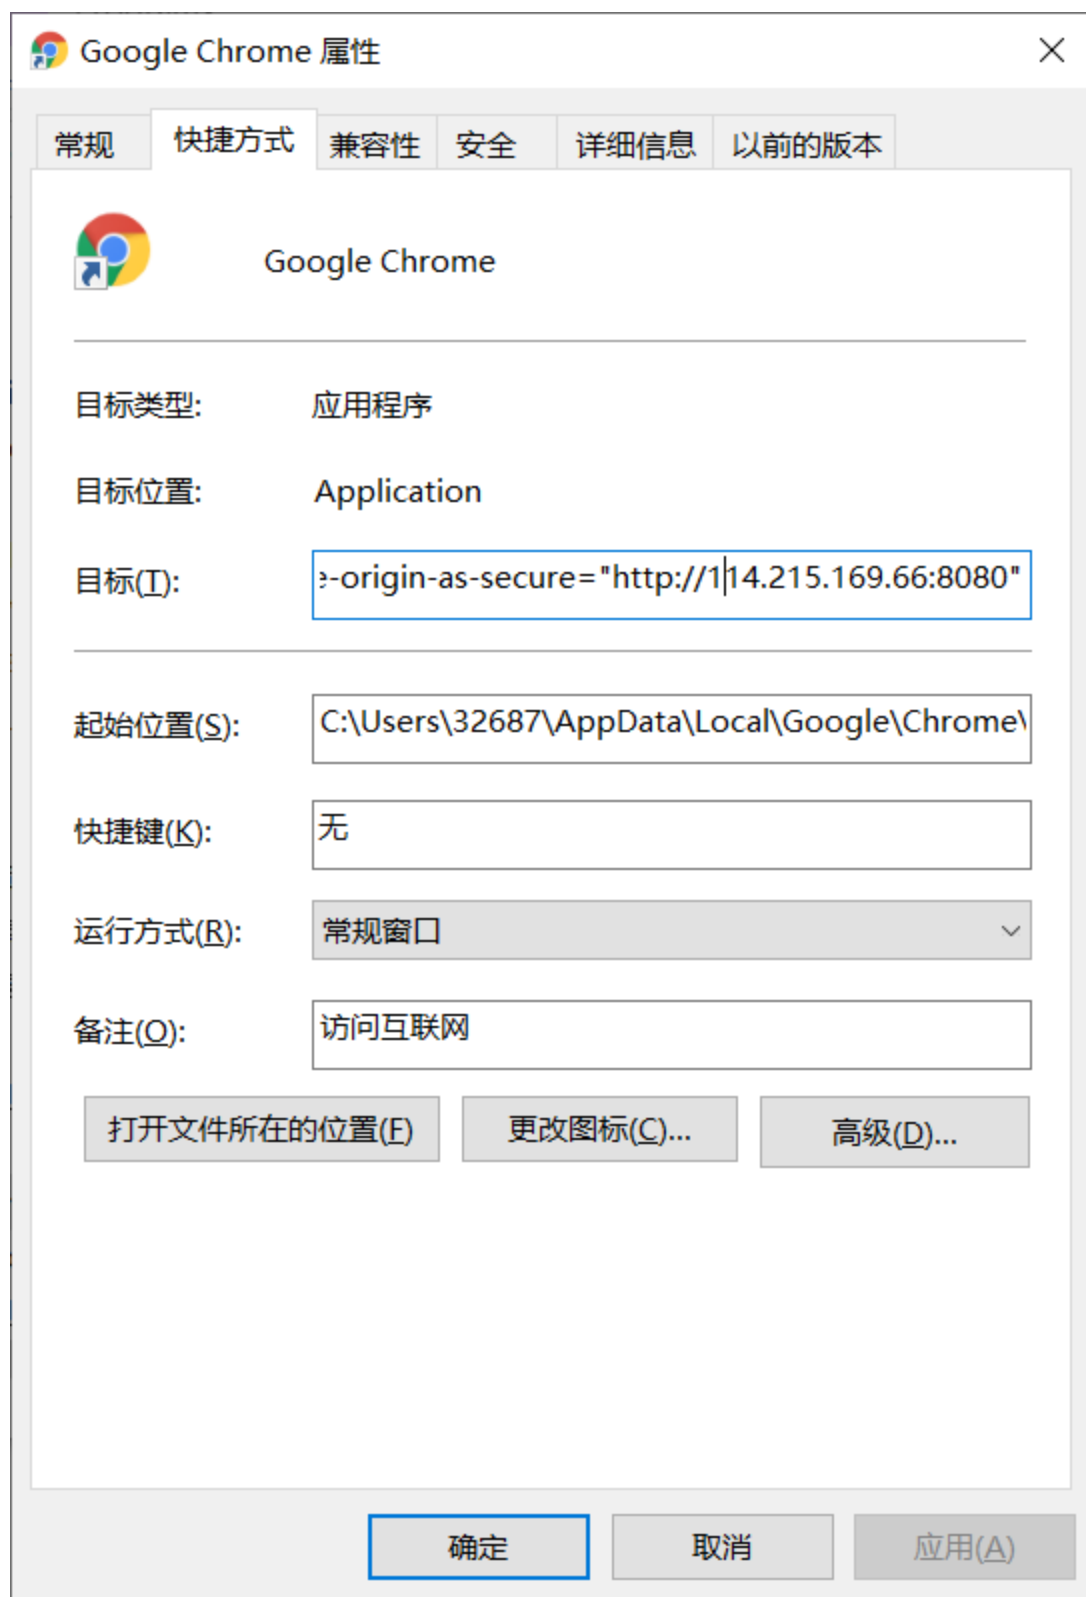 Google Chrome 属性
常规 快捷方式 兼容性 安全 详细信息 以前的版本
Google Chrome
目标类型: 应用程序
目标位置: Application
目标(T): -origin-as-secure="http://114.215.169.66:8080"
起始位置(S): C:\Users\32687\AppData\Local\Google\Chrome\
快捷键(K): 无
运行方式(R): 常规窗口
备注(O): 访问互联网
打开文件所在的位置(F) 更改图标(C)... 高级(D)...
确定 取消 应用(A)